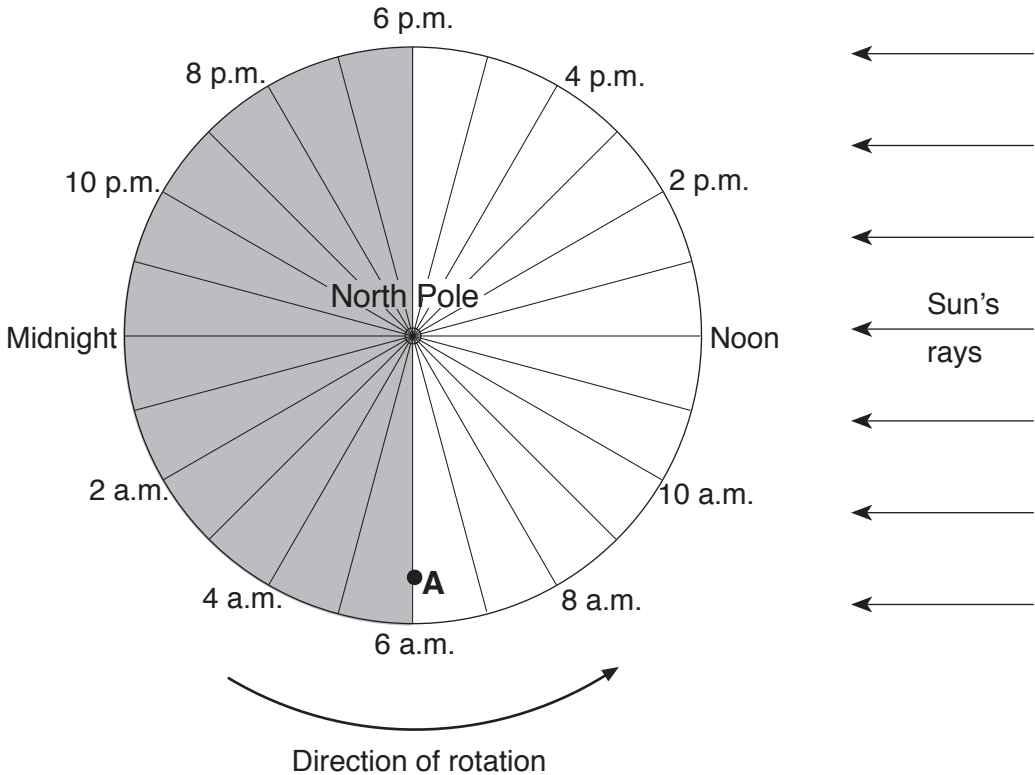 6 p.m.
8 p.m.
4 p.m.
10 p.m.
2 p.m.
North Pole
Sun's
rays
Midnight
Noon
2 a.m.
10 a.m.
A
4 a.m.
8 a.m.
6 a.m.
Direction of rotation